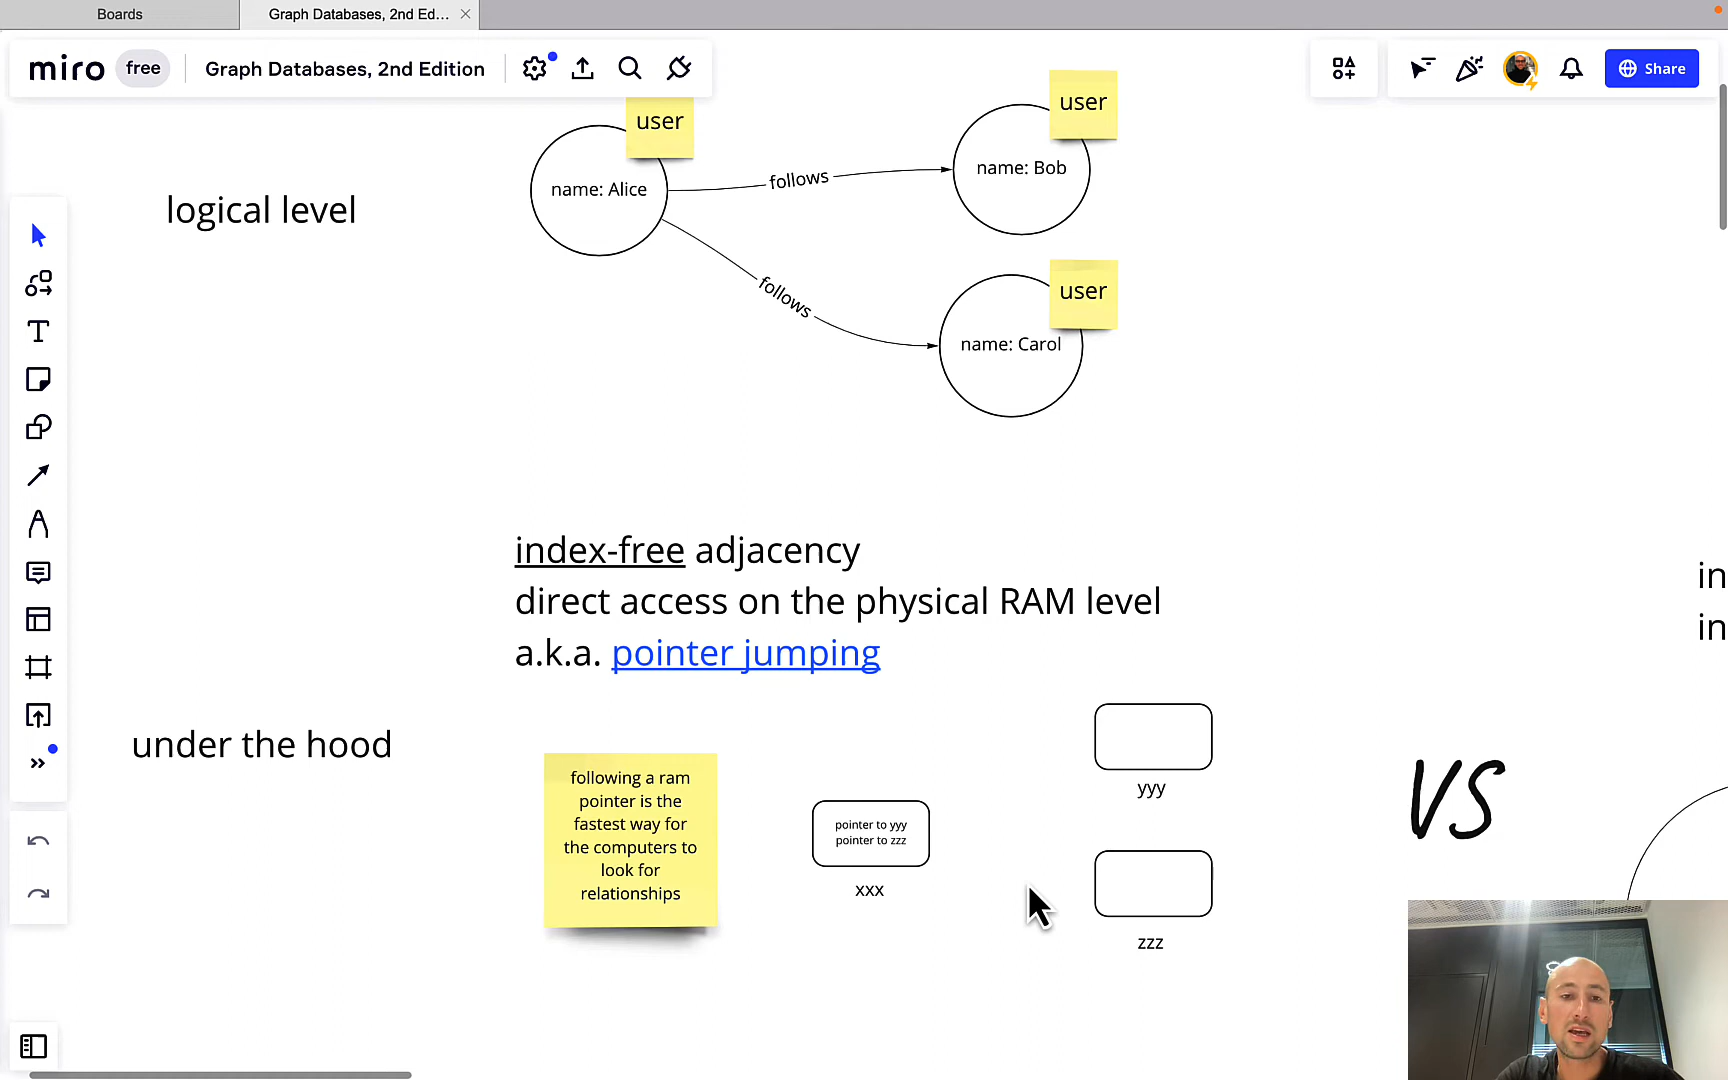 Boards
Graph Databases, 2nd Ed...
miro
free
Graph Databases, 2nd Edition
Share
user
name: Alice
follows
user
name: Bob
logical level
follows
user
name: Carol
index-free adjacency
direct access on the physical RAM level
a.k.a. pointer jumping
in
in
under the hood
following a ram
pointer is the
fastest way for
the computers to
look for
relationships
pointer to yyy
pointer to zzz
xxx
yyy
zzz
VS